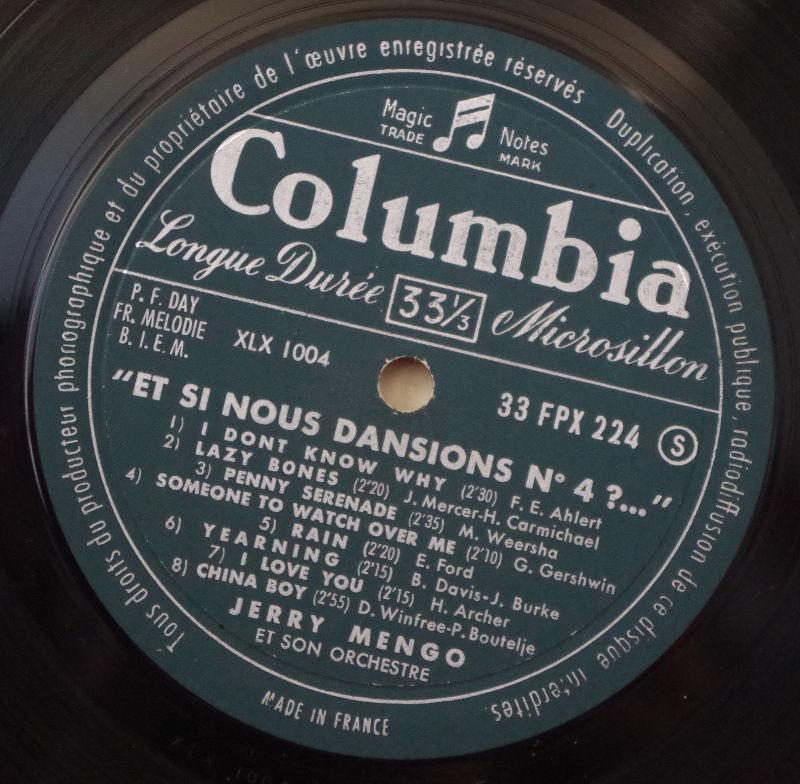 Tous droits du producteur phonographique et du propriétaire de l'œuvre enregistrée réservés Duplication, exécution publique, radiodiffusion de ce disque interdites
Magic Notes
TRADE MARK
Columbia
Longue Durée 33 1/3 Microsillon
P. F. DAY
FR. MELODIE
B. I. E. M.
XLX 1004
33 FPX 224 S
"ET SI NOUS DANSIONS N° 4 ?..."
1) I DONT KNOW WHY (2'30) F. E. Ahlert
2) LAZY BONES (2'20) J. Mercer-H. Carmichael
3) PENNY SERENADE (2'35) M. Weersha
4) SOMEONE TO WATCH OVER ME (2'10) G. Gershwin
5) RAIN (2'20) E. Ford
6) YEARNING (2'15) B. Davis-J. Burke
7) I LOVE YOU (2'15) H. Archer
8) CHINA BOY (2'55) D. Winfree-P. Boutelje
JERRY MENGO
ET SON ORCHESTRE
MADE IN FRANCE